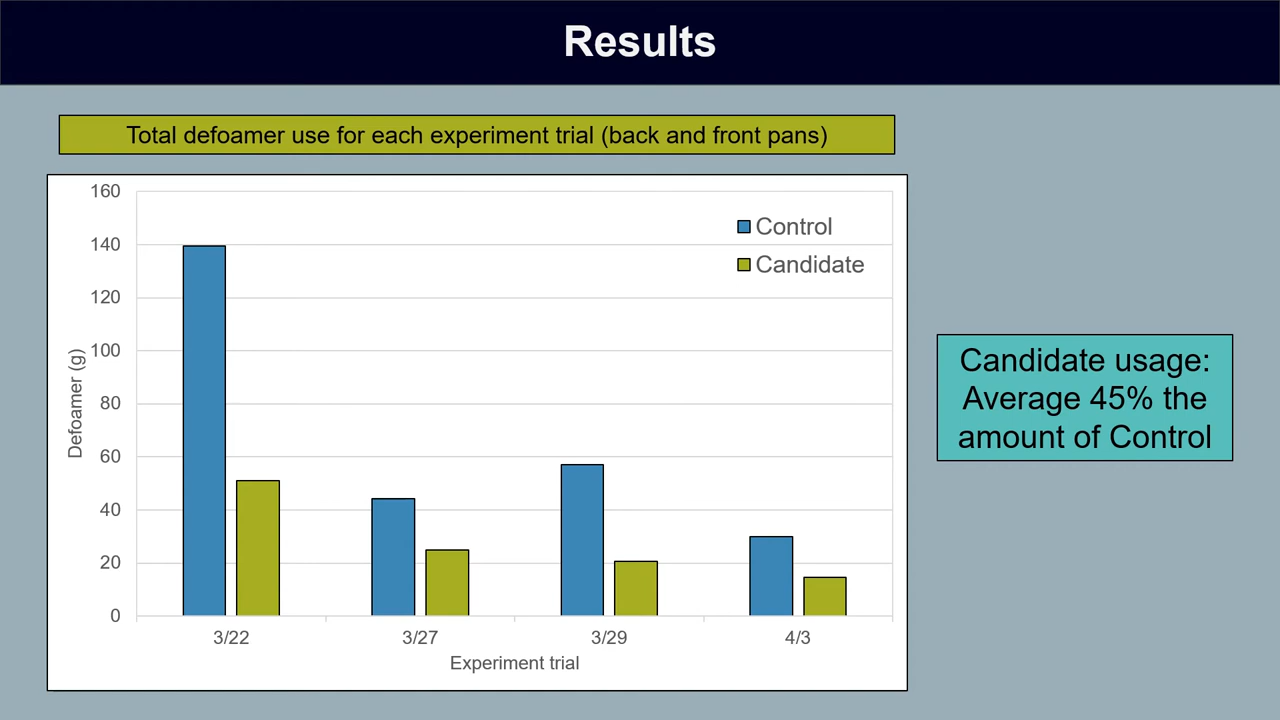 Results
Total defoamer use for each experiment trial (back and front pans)
160
140
120
100
80
60
40
20
0
Defoamer (g)
Control
Candidate
3/22
3/27
3/29
4/3
Experiment trial
Candidate usage:
Average 45% the
amount of Control